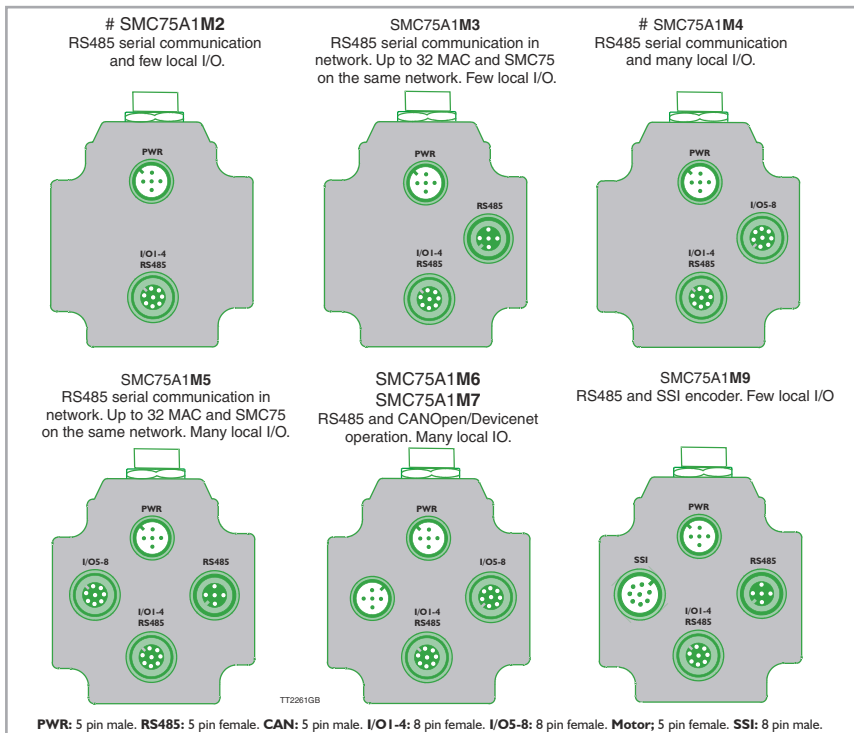 # SMC75A1M2
RS485 serial communication
and few local I/O.
SMC75A1M3
RS485 serial communication in
network. Up to 32 MAC and SMC75
on the same network. Few local I/O.
# SMC75A1M4
RS485 serial communication
and many local I/O.
PWR
I/O1-4
RS485
PWR
RS485
I/O1-4
RS485
PWR
I/O5-8
I/O1-4
RS485
SMC75A1M5
RS485 serial communication in
network. Up to 32 MAC and SMC75
on the same network. Many local I/O.
SMC75A1M6
SMC75A1M7
RS485 and CANOpen/Devicenet
operation. Many local IO.
SMC75A1M9
RS485 and SSI encoder. Few local I/O
PWR
I/O5-8
RS485
I/O1-4
RS485
PWR
I/O5-8
I/O1-4
RS485
PWR
SSI
RS485
I/O1-4
RS485
TT2261GB
PWR: 5 pin male. RS485: 5 pin female. CAN: 5 pin male. I/O1-4: 8 pin female. I/O5-8: 8 pin female. Motor; 5 pin female. SSI: 8 pin male.